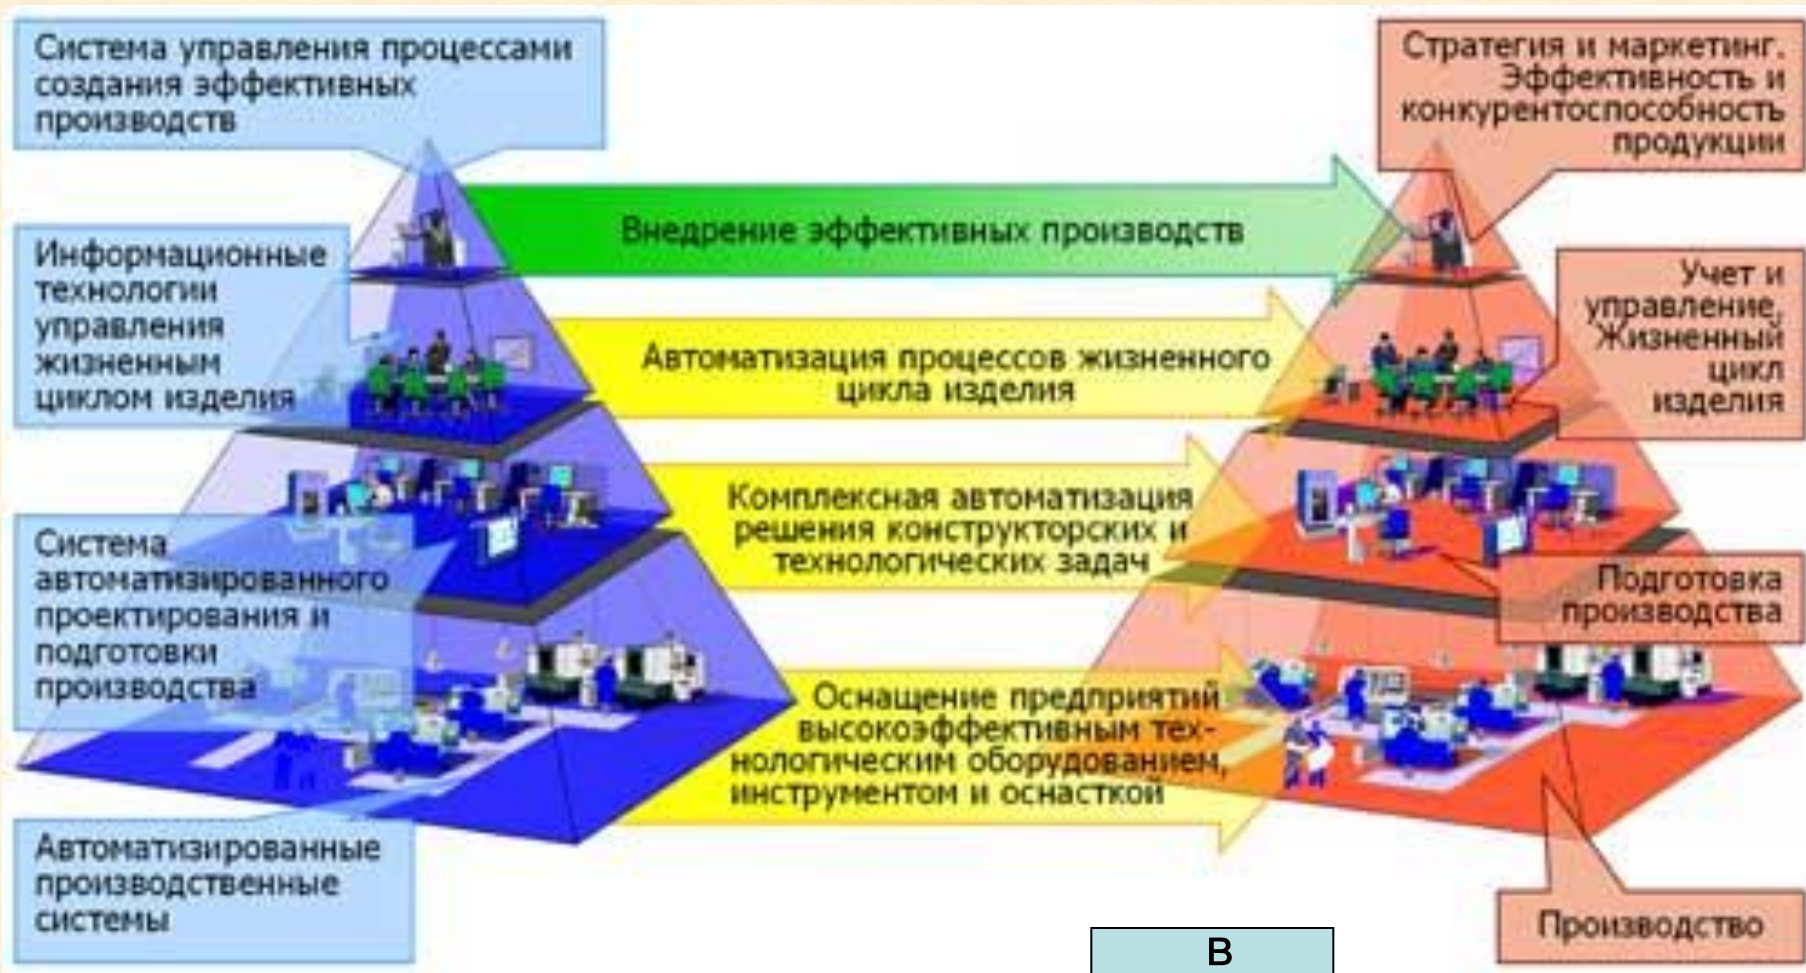 Система управления процессами
создания эффективных
производств
Стратегия и маркетинг.
Эффективность и
конкурентоспособность
продукции
Внедрение эффективных производств
Информационные
технологии
управления
жизненным
циклом изделия
Автоматизация процессов жизненного
цикла изделия
Учет и
управление,
Жизненный
цикл
изделия
Система
автоматизированного
проектирования и
подготовки
производства
Комплексная автоматизация
решения конструкторских и
технологических задач
Подготовка
производства
Оснащение предприятий
высокоэффективным тех-
нологическим оборудованием,
инструментом и оснасткой
Автоматизированные
производственные
системы
Производство
В